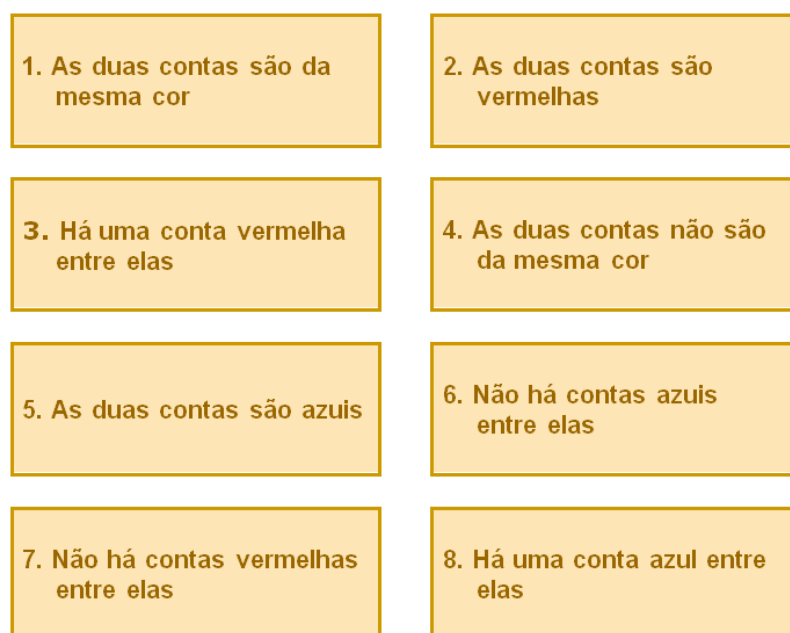 1. As duas contas são da
mesma cor
2. As duas contas são
vermelhas
3. Há uma conta vermelha
entre elas
4. As duas contas não são
da mesma cor
5. As duas contas são azuis
6. Não há contas azuis
entre elas
7. Não há contas vermelhas
entre elas
8. Há uma conta azul entre
elas